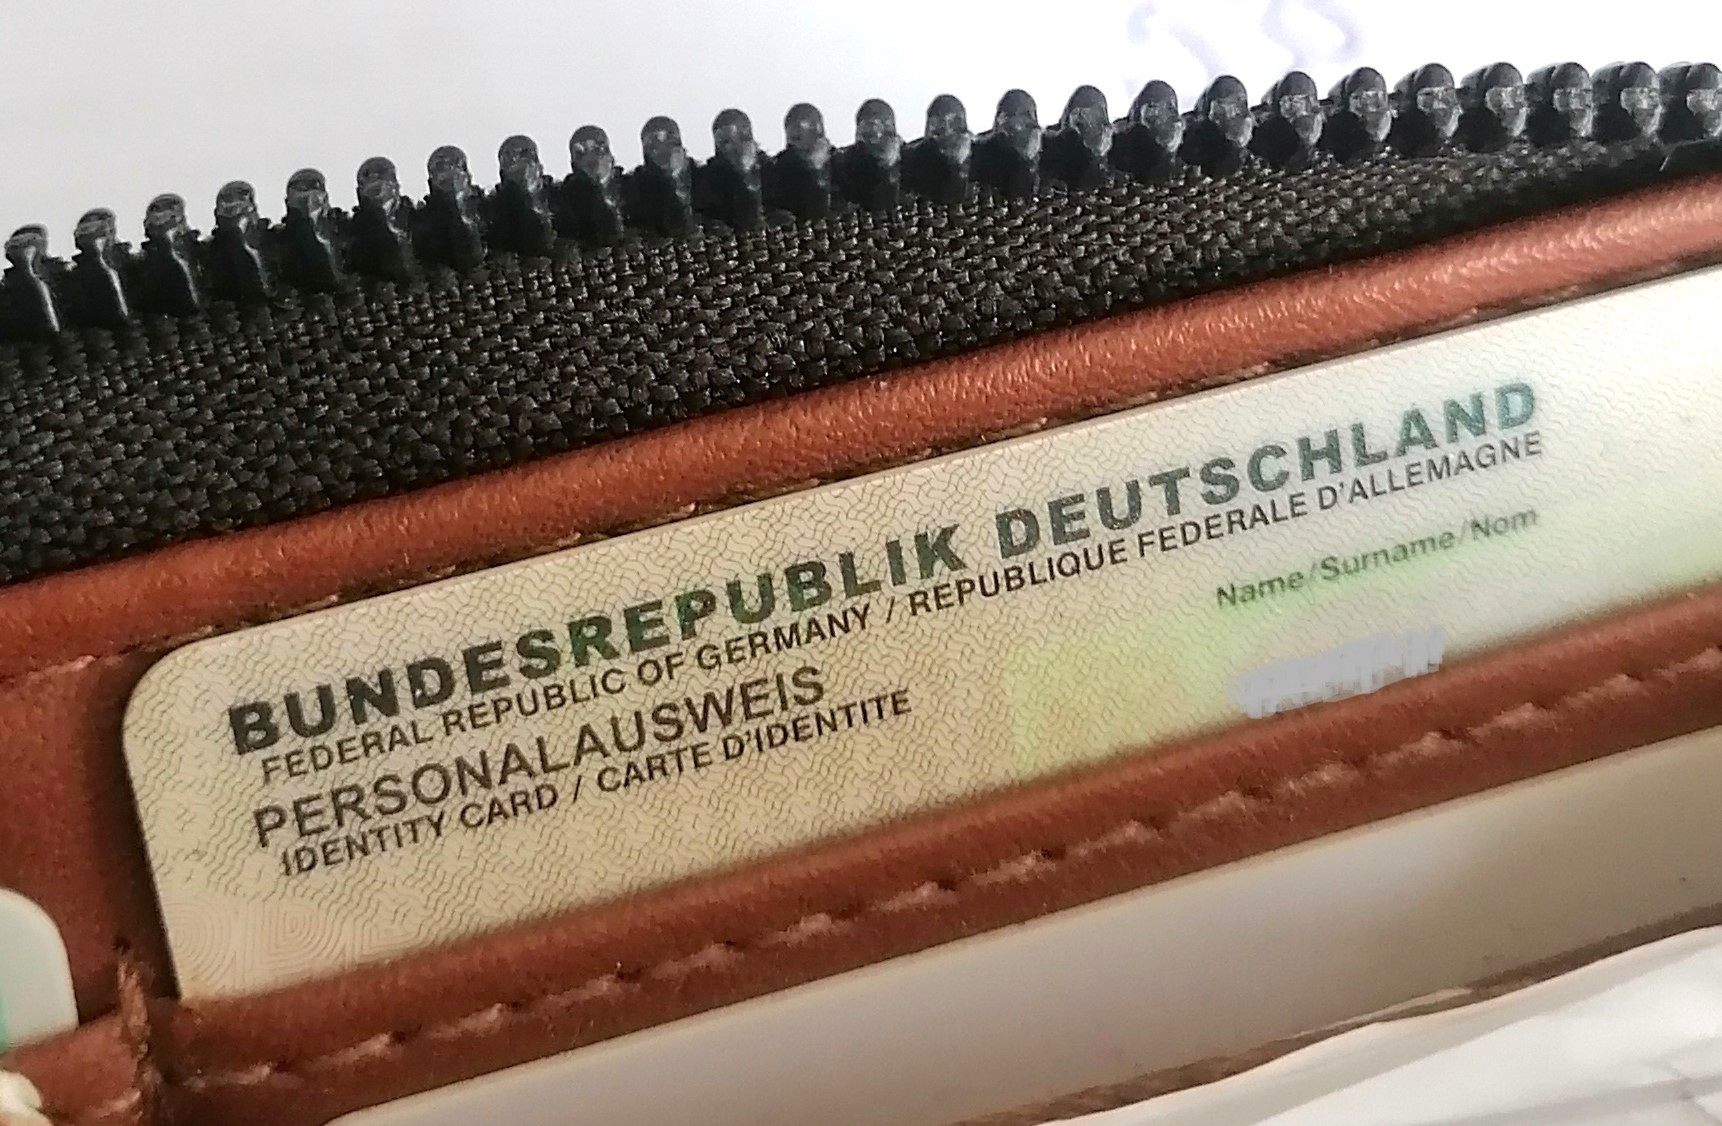 BUNDESREPUBLIK DEUTSCHLAND
FEDERAL REPUBLIC OF GERMANY / REPUBLIQUE FEDERALE D'ALLEMAGNE
PERSONALAUSWEIS
IDENTITY CARD / CARTE D'IDENTITE
Name/Surname/Nom